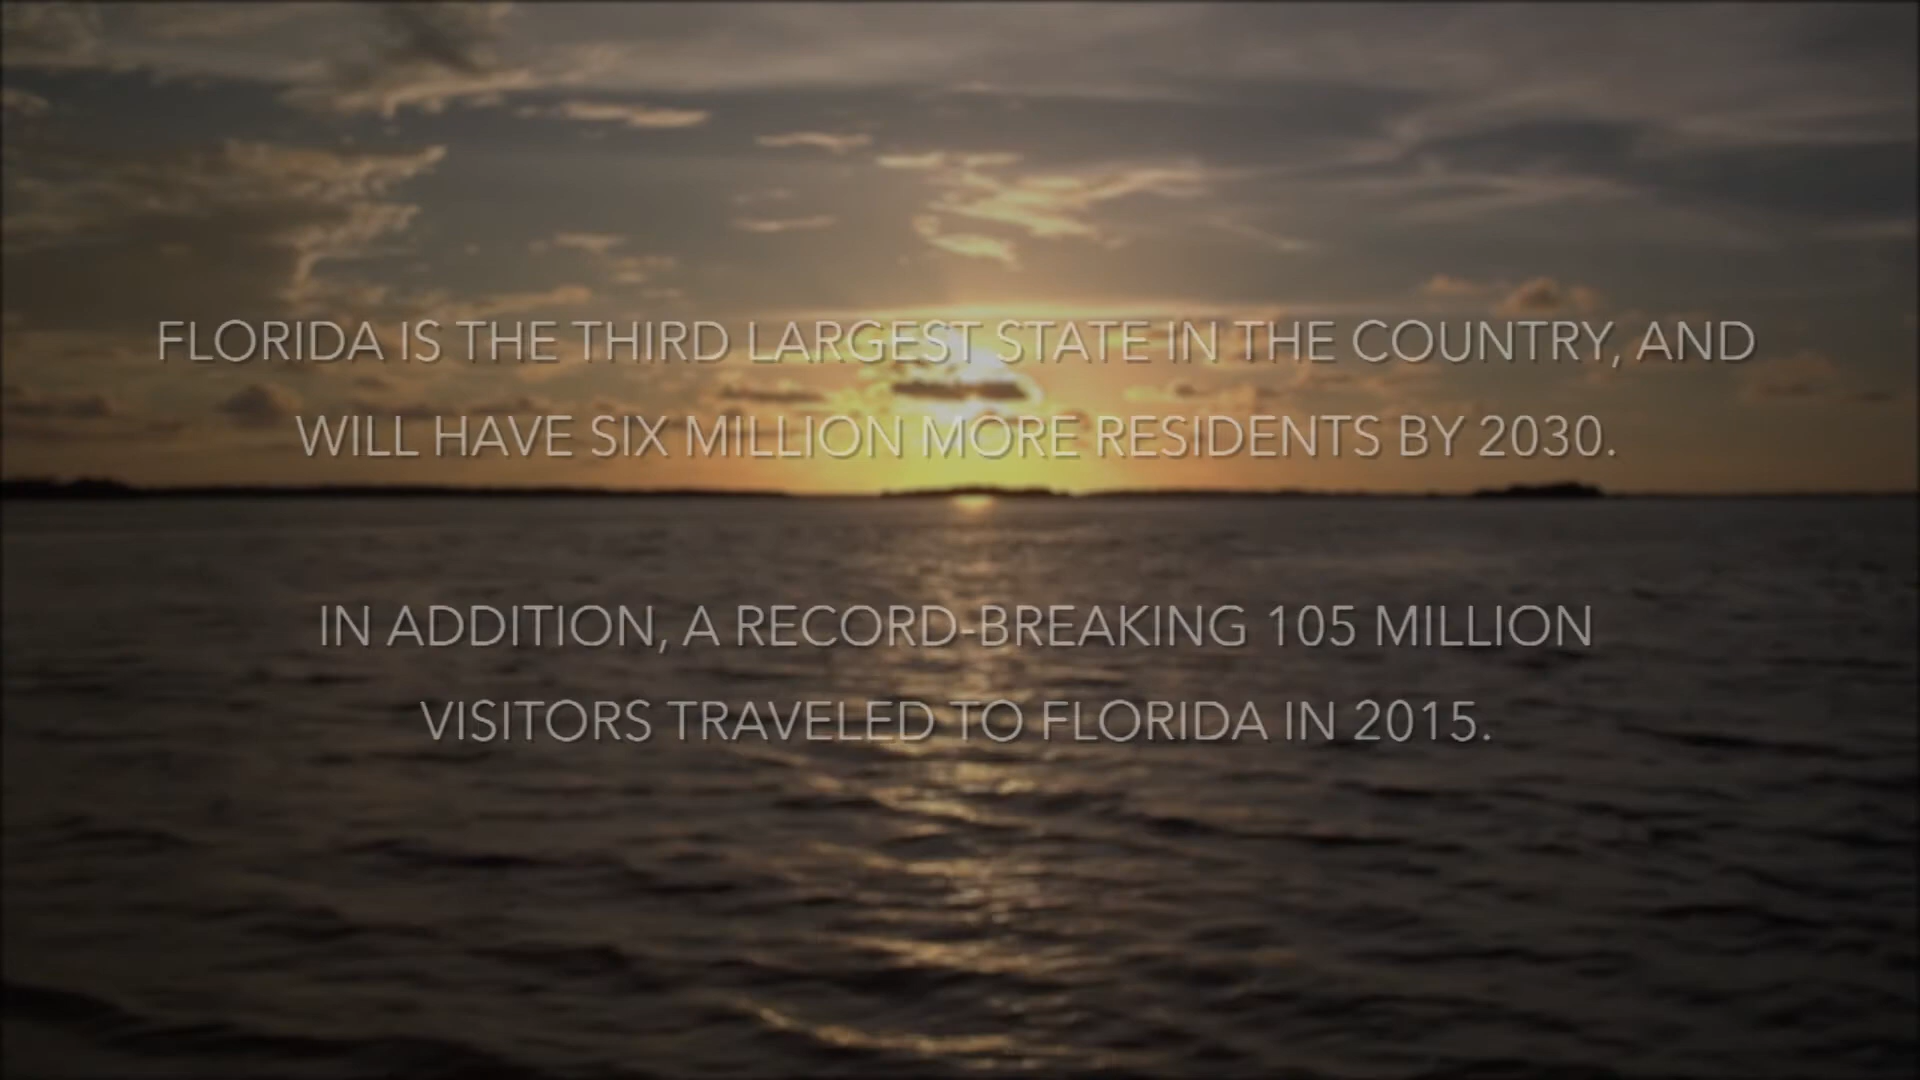 FLORIDA IS THE THIRD LARGEST STATE IN THE COUNTRY, AND
WILL HAVE SIX MILLION MORE RESIDENTS BY 2030.
IN ADDITION, A RECORD-BREAKING 105 MILLION
VISITORS TRAVELED TO FLORIDA IN 2015.